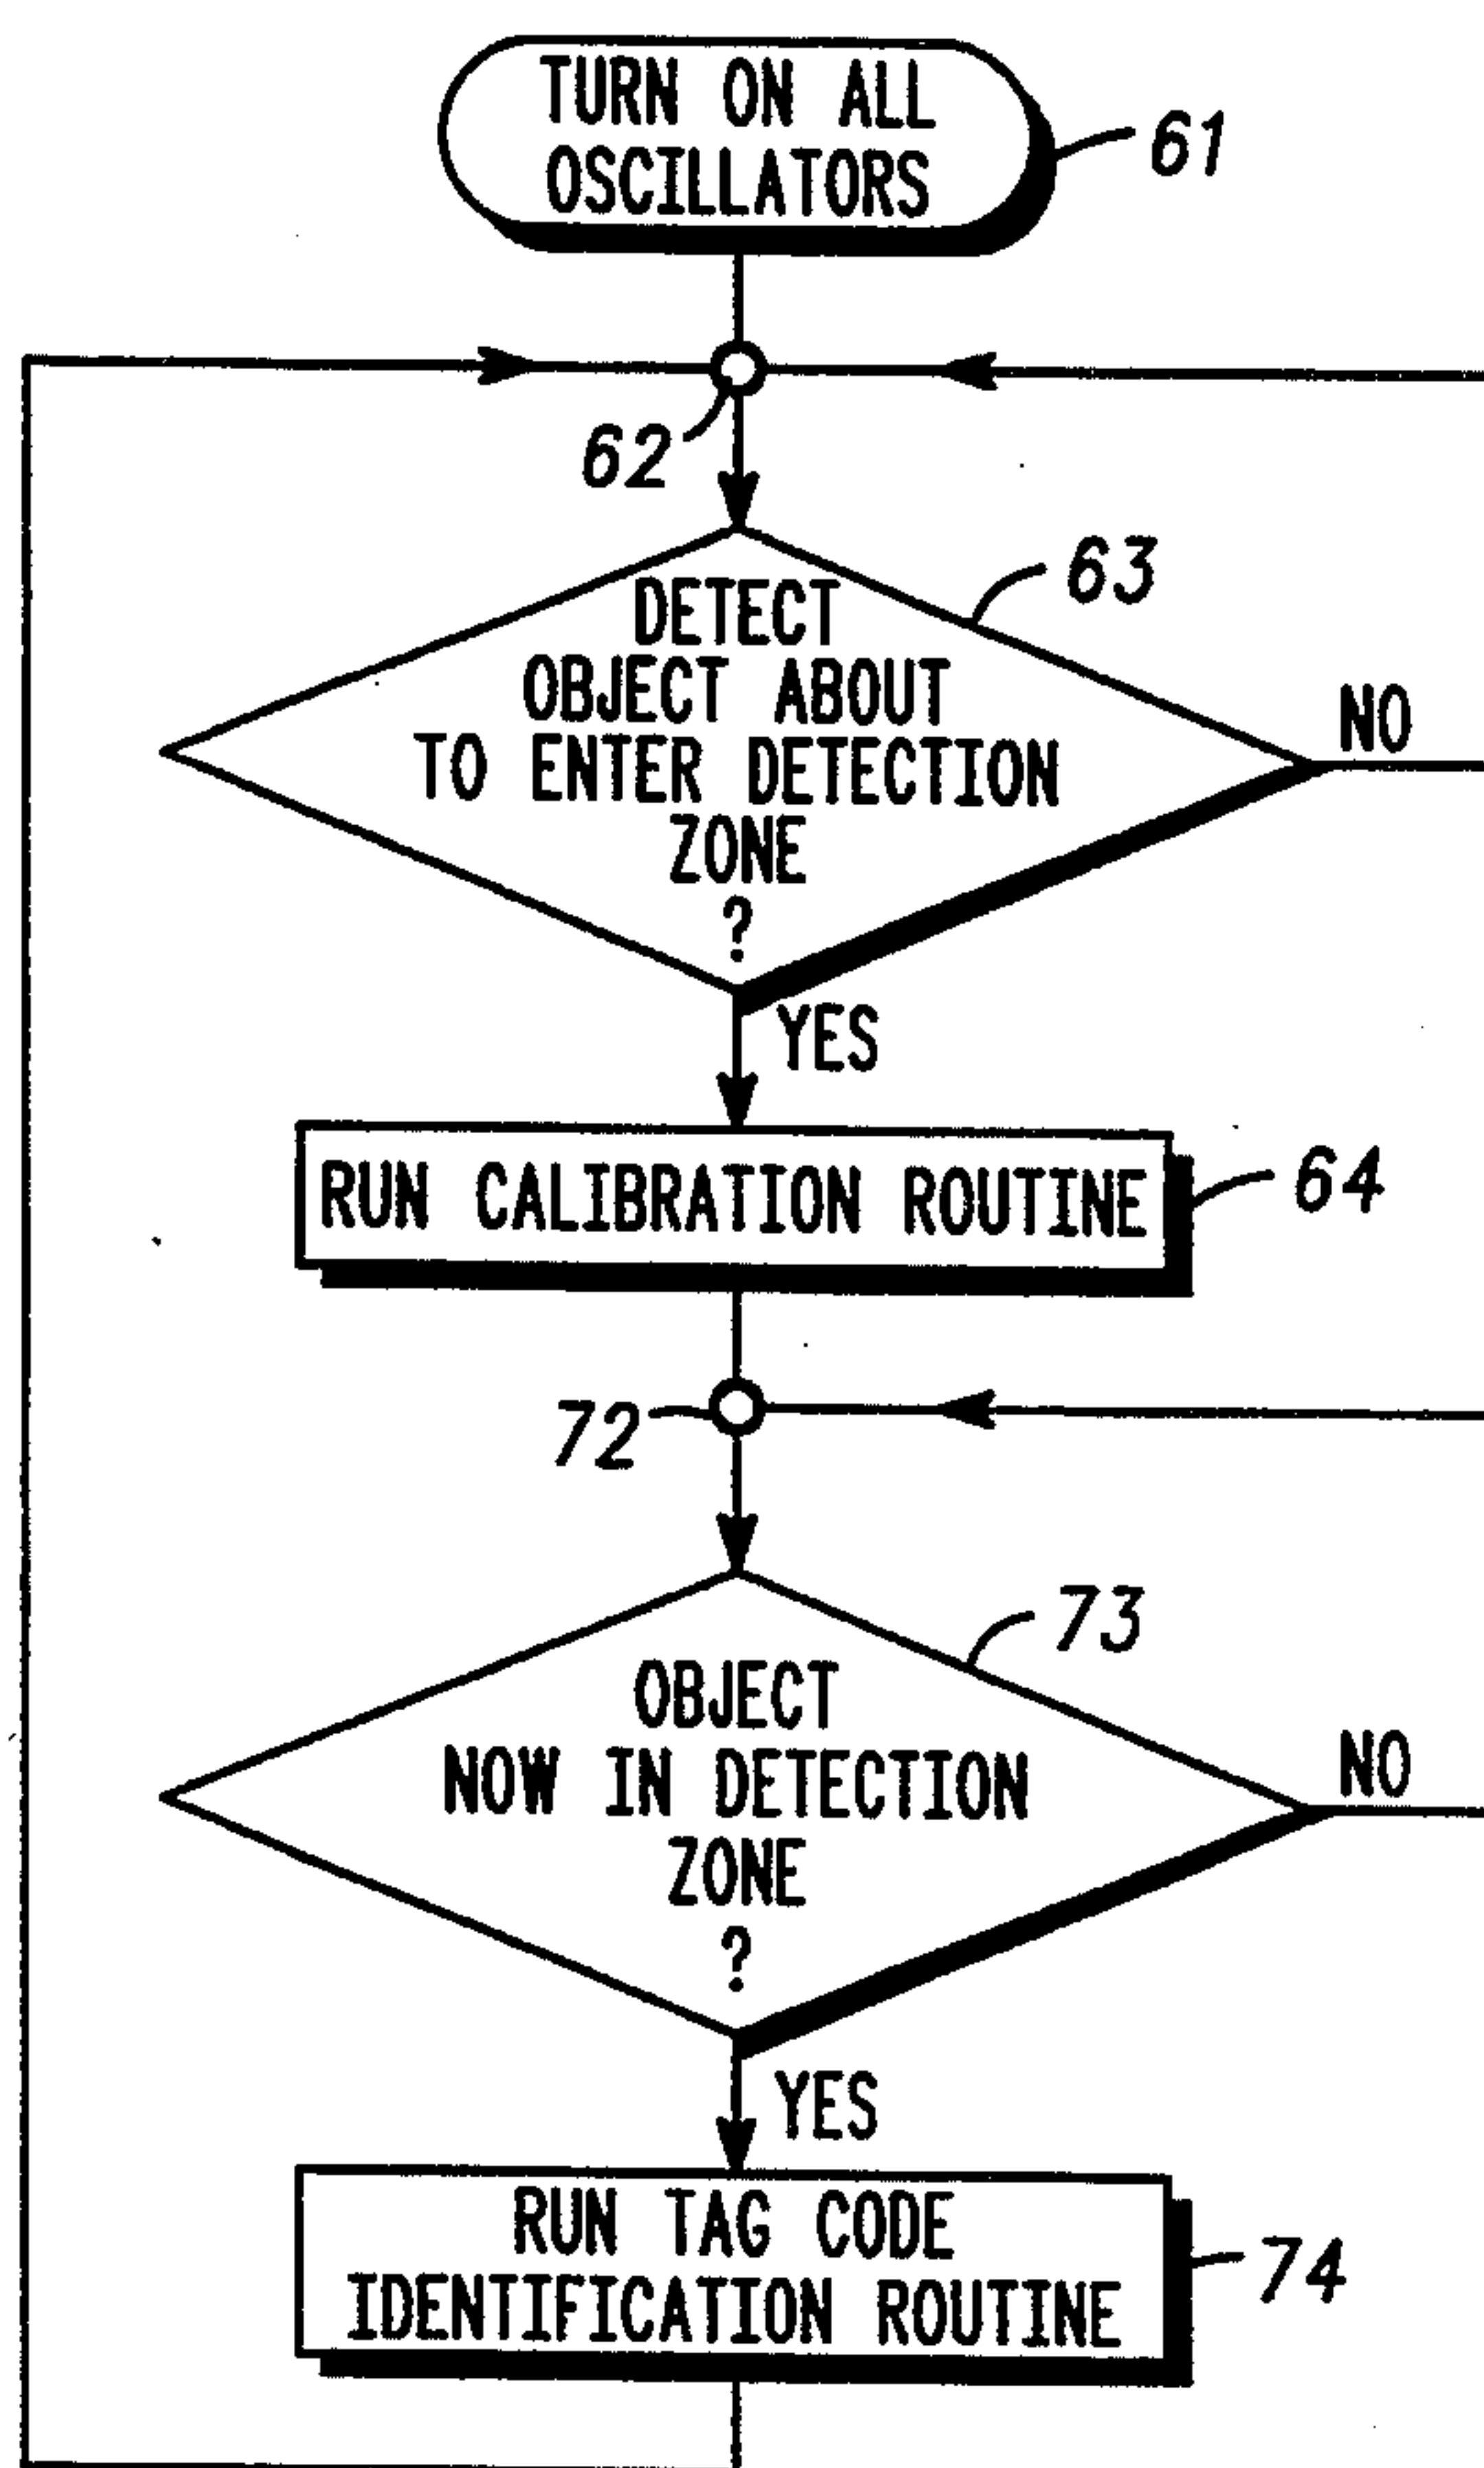 TURN ON ALL
OSCILLATORS
61
62
63
DETECT
OBJECT ABOUT
TO ENTER DETECTION
ZONE
?
NO
YES
RUN CALIBRATION ROUTINE
64
72
73
OBJECT
NOW IN DETECTION
ZONE
?
NO
YES
RUN TAG CODE
IDENTIFICATION ROUTINE
74